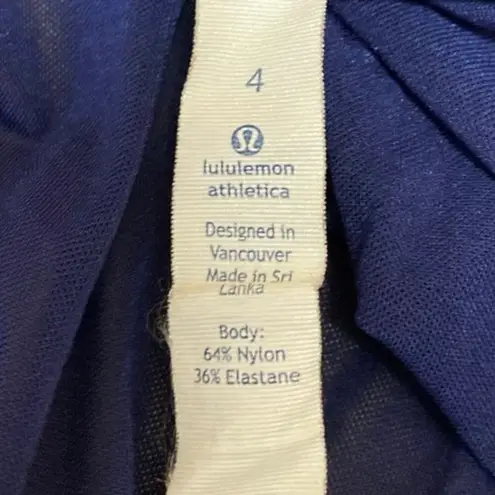 4
lululemon
athletica
Designed in
Vancouver
Made in Sri
Lanka
Body:
64% Nylon
36% Elastane